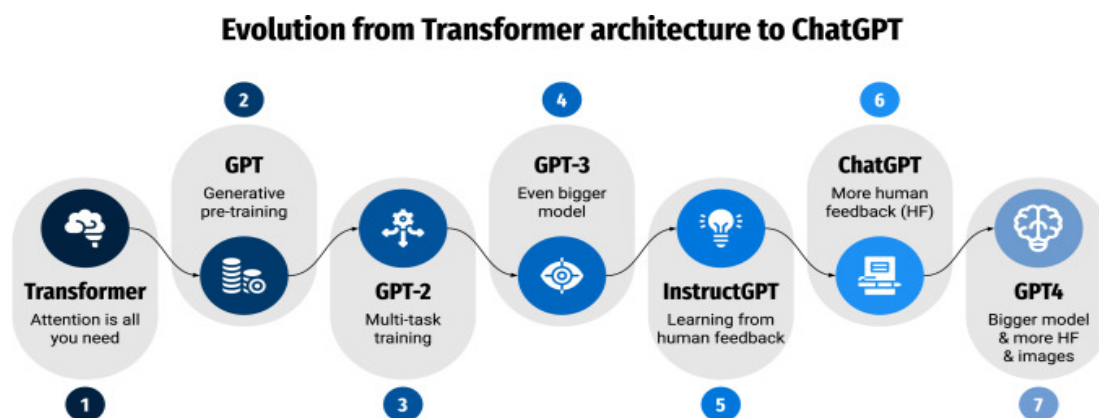 Evolution from Transformer architecture to ChatGPT
1
Transformer
Attention is all
you need
2
GPT
Generative
pre-training
3
GPT-2
Multi-task
training
4
GPT-3
Even bigger
model
5
InstructGPT
Learning from
human feedback
6
ChatGPT
More human
feedback (HF)
7
GPT4
Bigger model
& more HF
& images